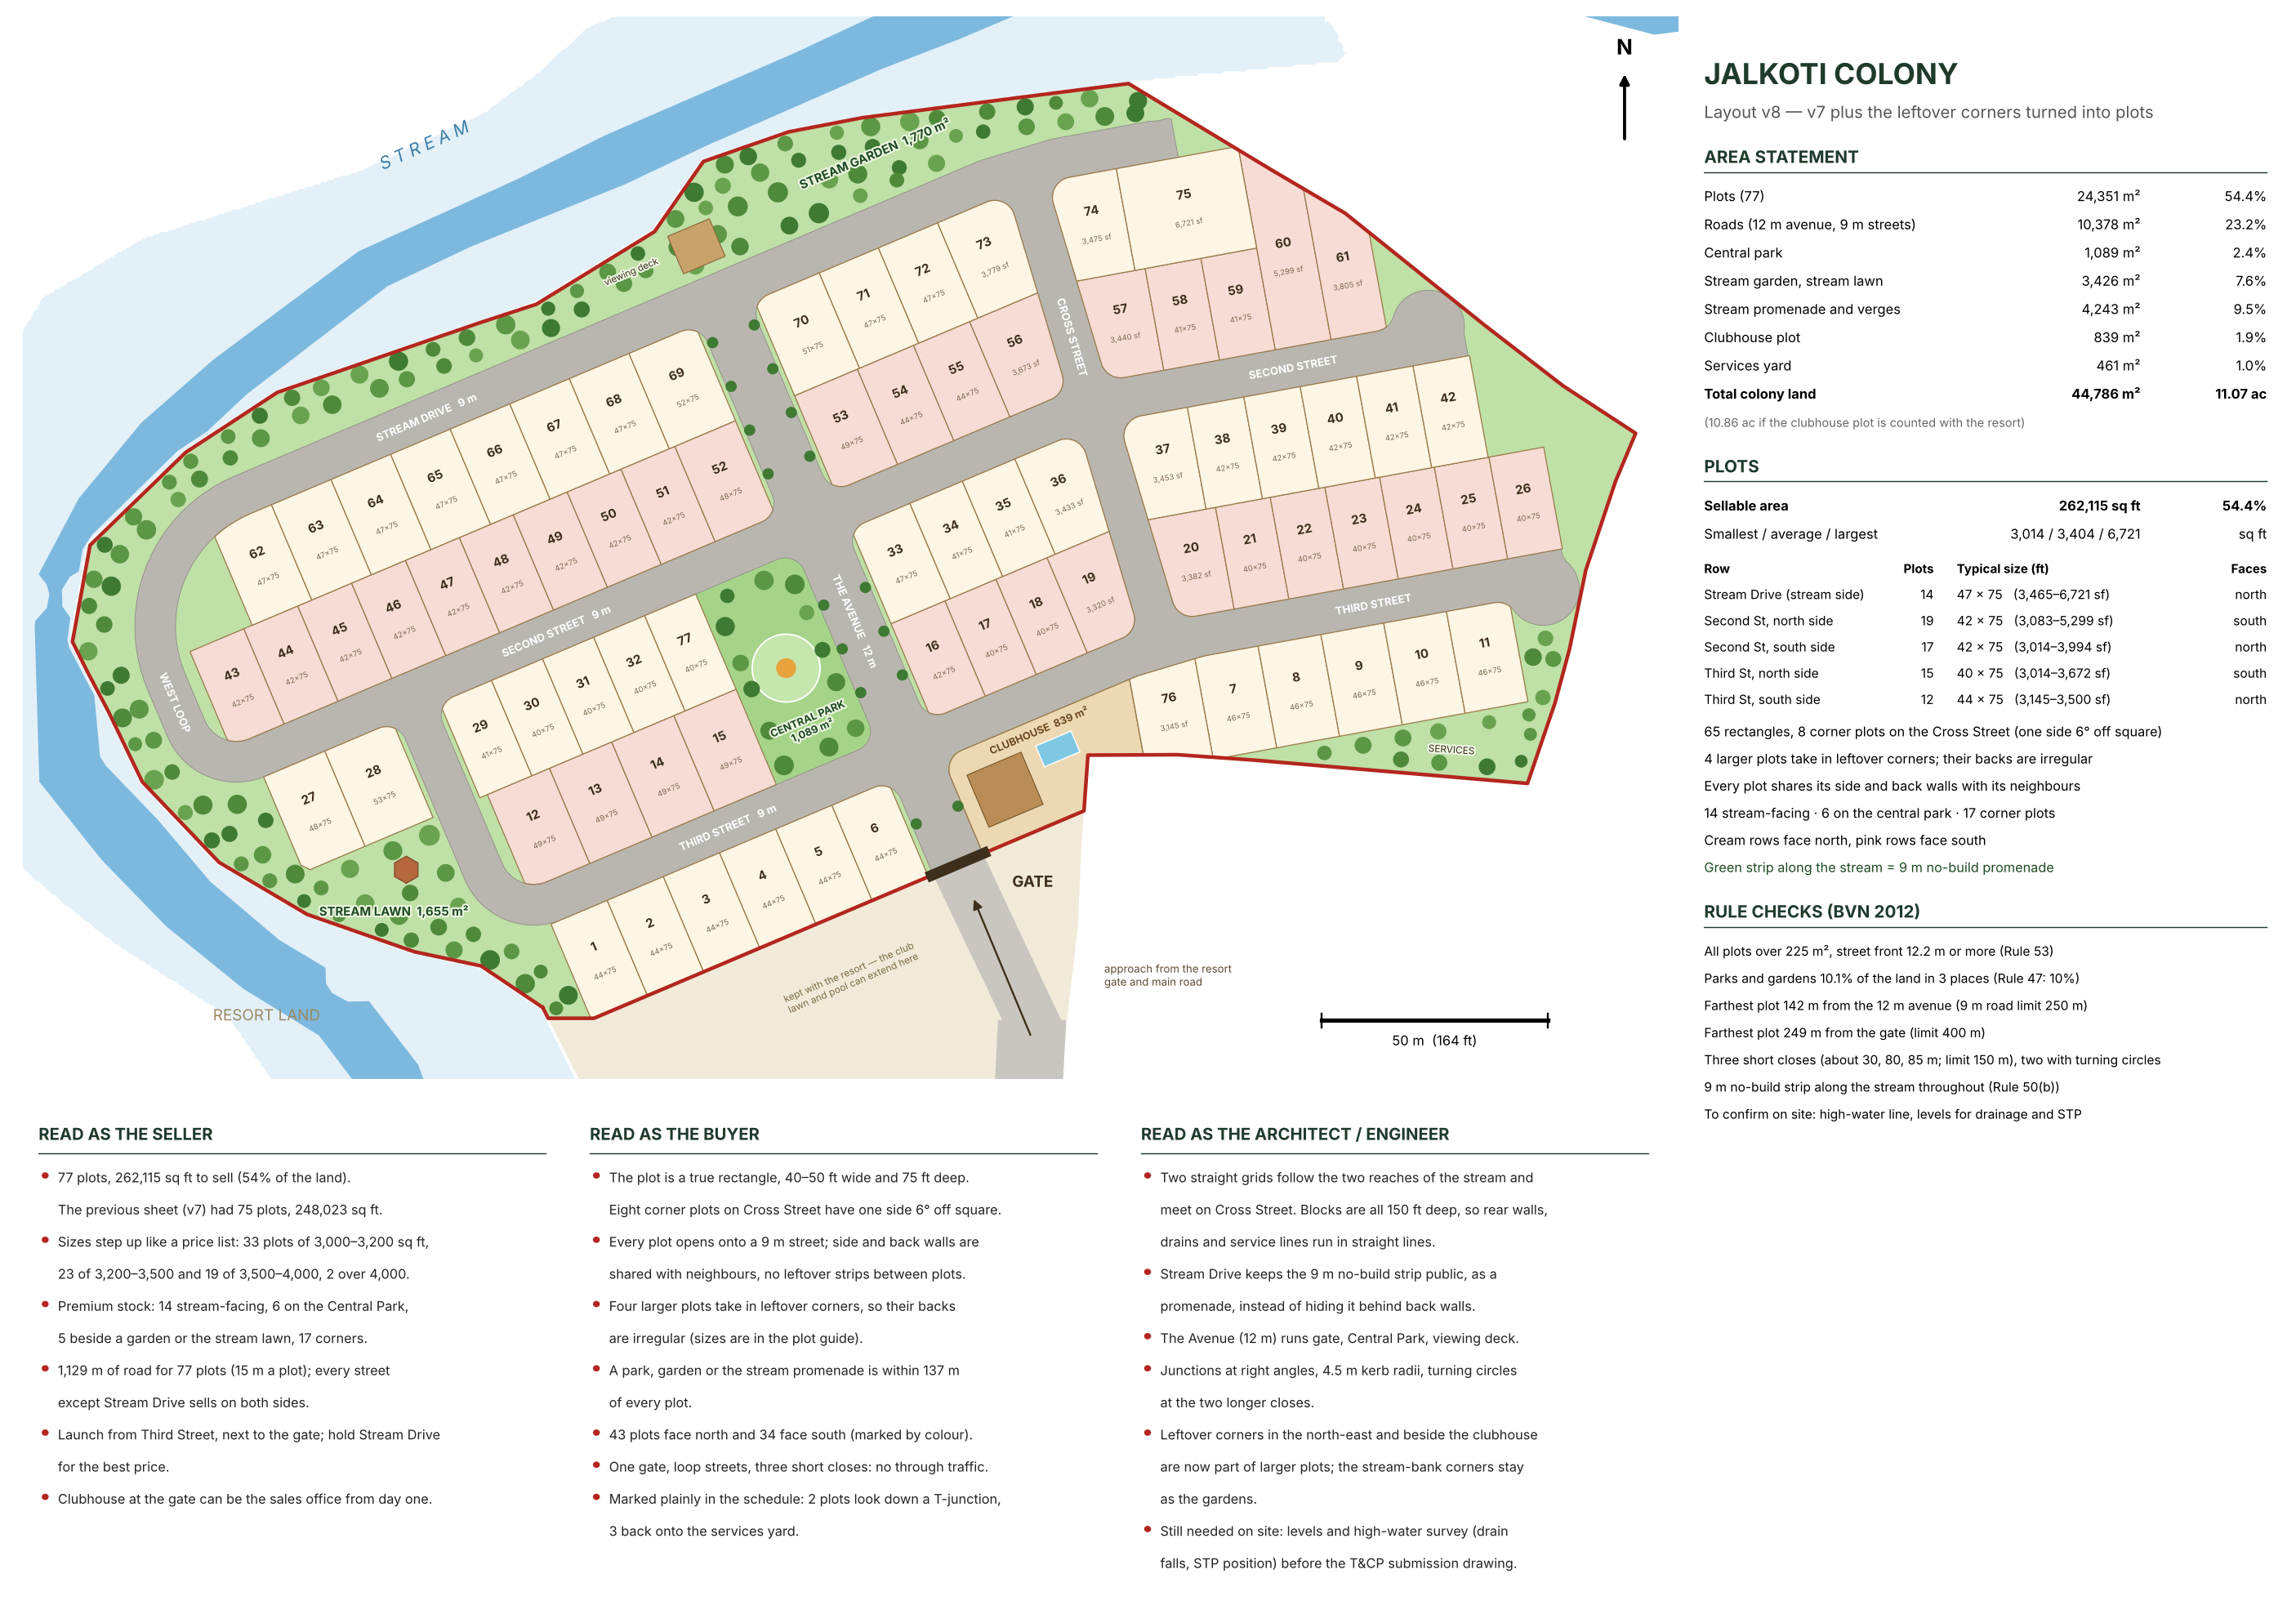 STREAM
N
STREAM GARDEN 1,770 m²
viewing deck
74
3,475 sf
75
6,721 sf
60
5,299 sf
61
3,805 sf
57
3,440 sf
58
41×75
59
41×75
73
3,779 sf
72
47×75
71
47×75
70
51×75
56
3,673 sf
55
44×75
54
44×75
53
49×75
CROSS STREET
SECOND STREET
STREAM DRIVE 9 m
69
52×75
68
47×75
67
47×75
66
47×75
65
47×75
64
47×75
63
47×75
62
47×75
52
48×75
51
42×75
50
42×75
49
42×75
48
42×75
47
42×75
46
42×75
45
42×75
44
42×75
43
42×75
42
42×75
41
42×75
40
42×75
39
42×75
38
42×75
37
3,453 sf
26
40×75
25
40×75
24
40×75
23
40×75
22
40×75
21
40×75
20
3,382 sf
36
3,433 sf
35
41×75
34
41×75
33
47×75
19
3,320 sf
18
40×75
17
40×75
16
42×75
THIRD STREET
THE AVENUE 12 m
SECOND STREET 9 m
WEST LOOP
77
40×75
32
40×75
31
40×75
30
40×75
29
41×75
15
49×75
14
49×75
13
49×75
12
49×75
CENTRAL PARK
1,089 m²
28
53×75
27
48×75
CLUBHOUSE 839 m²
76
3,145 sf
7
46×75
8
46×75
9
46×75
10
46×75
11
46×75
SERVICES
THIRD STREET 9 m
6
44×75
5
44×75
4
44×75
3
44×75
2
44×75
1
44×75
STREAM LAWN 1,655 m²
GATE
kept with the resort — the club
lawn and pool can extend here
approach from the resort
gate and main road
RESORT LAND
50 m (164 ft)
JALKOTI COLONY
Layout v8 — v7 plus the leftover corners turned into plots
AREA STATEMENT
Plots (77) 24,351 m² 54.4%
Roads (12 m avenue, 9 m streets) 10,378 m² 23.2%
Central park 1,089 m² 2.4%
Stream garden, stream lawn 3,426 m² 7.6%
Stream promenade and verges 4,243 m² 9.5%
Clubhouse plot 839 m² 1.9%
Services yard 461 m² 1.0%
Total colony land 44,786 m² 11.07 ac
(10.86 ac if the clubhouse plot is counted with the resort)
PLOTS
Sellable area 262,115 sq ft 54.4%
Smallest / average / largest 3,014 / 3,404 / 6,721 sq ft
Row Plots Typical size (ft) Faces
Stream Drive (stream side) 14 47 × 75 (3,465–6,721 sf) north
Second St, north side 19 42 × 75 (3,083–5,299 sf) south
Second St, south side 17 42 × 75 (3,014–3,994 sf) north
Third St, north side 15 40 × 75 (3,014–3,672 sf) south
Third St, south side 12 44 × 75 (3,145–3,500 sf) north
65 rectangles, 8 corner plots on the Cross Street (one side 6° off square)
4 larger plots take in leftover corners; their backs are irregular
Every plot shares its side and back walls with its neighbours
14 stream-facing · 6 on the central park · 17 corner plots
Cream rows face north, pink rows face south
Green strip along the stream = 9 m no-build promenade
RULE CHECKS (BVN 2012)
All plots over 225 m², street front 12.2 m or more (Rule 53)
Parks and gardens 10.1% of the land in 3 places (Rule 47: 10%)
Farthest plot 142 m from the 12 m avenue (9 m road limit 250 m)
Farthest plot 249 m from the gate (limit 400 m)
Three short closes (about 30, 80, 85 m; limit 150 m), two with turning circles
9 m no-build strip along the stream throughout (Rule 50(b))
To confirm on site: high-water line, levels for drainage and STP
READ AS THE SELLER
77 plots, 262,115 sq ft to sell (54% of the land).
The previous sheet (v7) had 75 plots, 248,023 sq ft.
Sizes step up like a price list: 33 plots of 3,000–3,200 sq ft,
23 of 3,200–3,500 and 19 of 3,500–4,000, 2 over 4,000.
Premium stock: 14 stream-facing, 6 on the Central Park,
5 beside a garden or the stream lawn, 17 corners.
1,129 m of road for 77 plots (15 m a plot); every street
except Stream Drive sells on both sides.
Launch from Third Street, next to the gate; hold Stream Drive
for the best price.
Clubhouse at the gate can be the sales office from day one.
READ AS THE BUYER
The plot is a true rectangle, 40–50 ft wide and 75 ft deep.
Eight corner plots on Cross Street have one side 6° off square.
Every plot opens onto a 9 m street; side and back walls are
shared with neighbours, no leftover strips between plots.
Four larger plots take in leftover corners, so their backs
are irregular (sizes are in the plot guide).
A park, garden or the stream promenade is within 137 m
of every plot.
43 plots face north and 34 face south (marked by colour).
One gate, loop streets, three short closes: no through traffic.
Marked plainly in the schedule: 2 plots look down a T-junction,
3 back onto the services yard.
READ AS THE ARCHITECT / ENGINEER
Two straight grids follow the two reaches of the stream and
meet on Cross Street. Blocks are all 150 ft deep, so rear walls,
drains and service lines run in straight lines.
Stream Drive keeps the 9 m no-build strip public, as a
promenade, instead of hiding it behind back walls.
The Avenue (12 m) runs gate, Central Park, viewing deck.
Junctions at right angles, 4.5 m kerb radii, turning circles
at the two longer closes.
Leftover corners in the north-east and beside the clubhouse
are now part of larger plots; the stream-bank corners stay
as the gardens.
Still needed on site: levels and high-water survey (drain
falls, STP position) before the T&CP submission drawing.